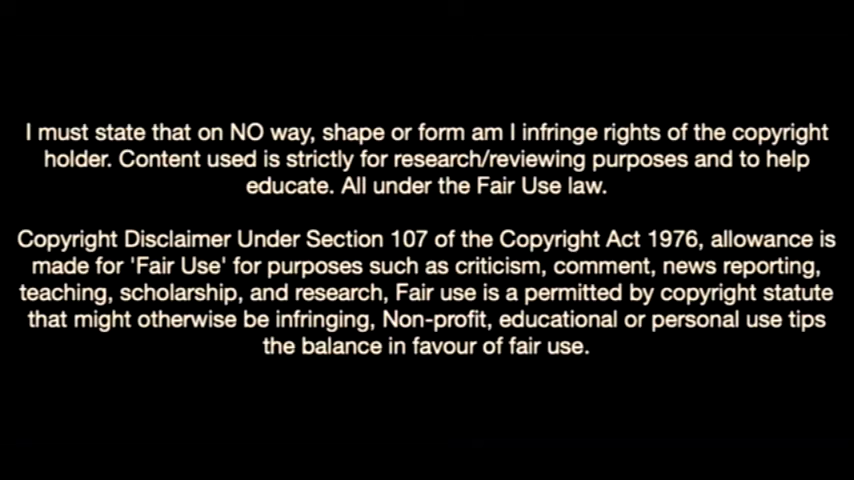 I must state that on NO way, shape or form am I infringe rights of the copyright
holder. Content used is strictly for research/reviewing purposes and to help
educate. All under the Fair Use law.
Copyright Disclaimer Under Section 107 of the Copyright Act 1976, allowance is
made for 'Fair Use' for purposes such as criticism, comment, news reporting,
teaching, scholarship, and research, Fair use is a permitted by copyright statute
that might otherwise be infringing, Non-profit, educational or personal use tips
the balance in favour of fair use.